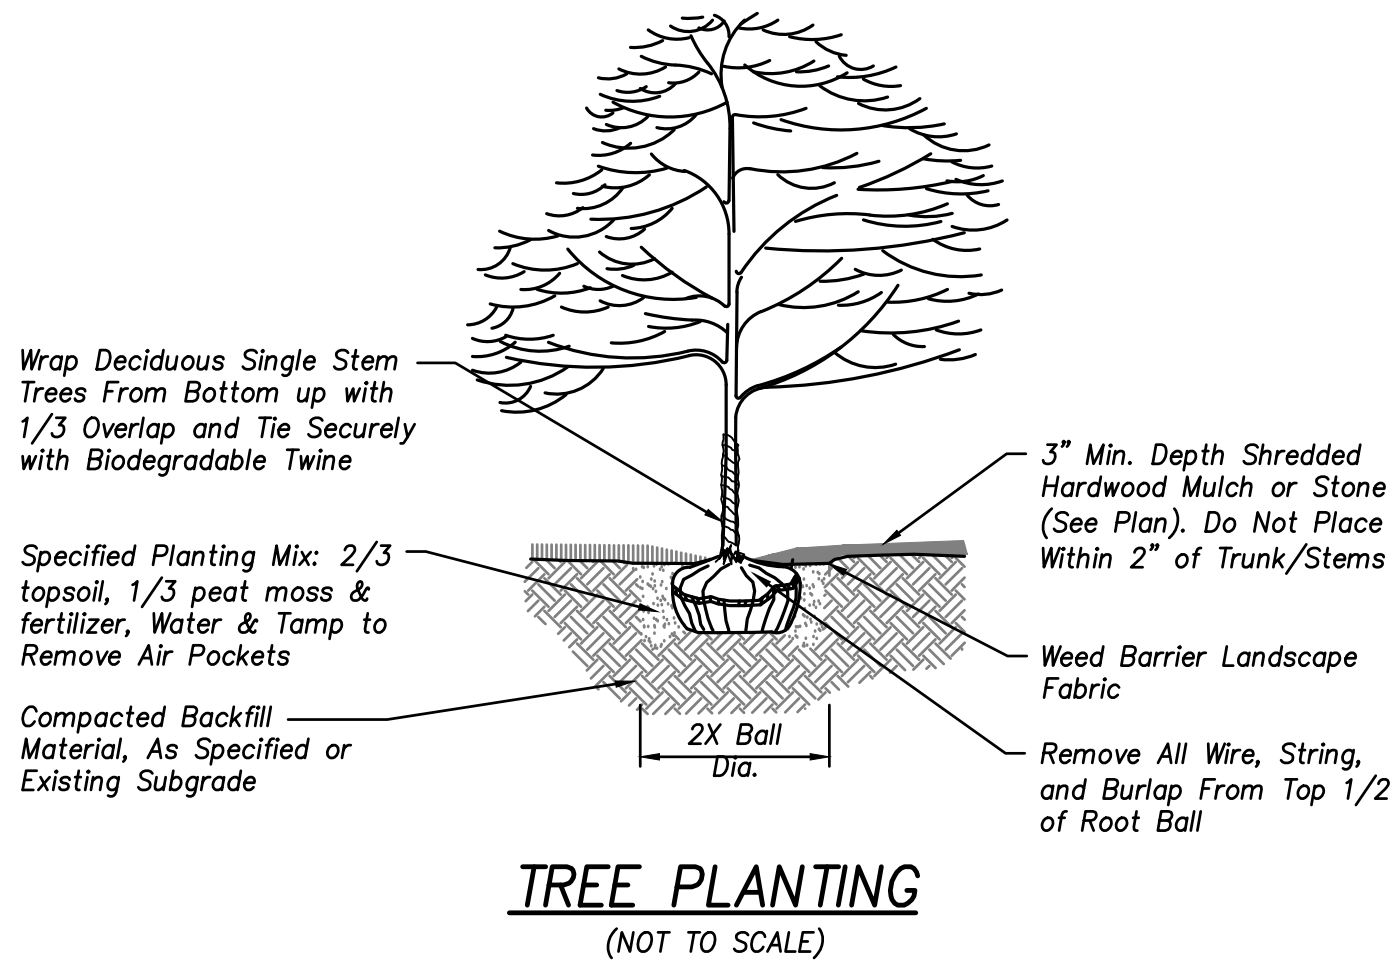 Wrap Deciduous Single Stem
Trees From Bottom up with
1/3 Overlap and Tie Securely
with Biodegradable Twine
Specified Planting Mix: 2/3
topsoil, 1/3 peat moss &
fertilizer, Water & Tamp to
Remove Air Pockets
Compacted Backfill
Material, As Specified or
Existing Subgrade
3" Min. Depth Shredded
Hardwood Mulch or Stone
(See Plan). Do Not Place
Within 2" of Trunk/Stems
Weed Barrier Landscape
Fabric
Remove All Wire, String,
and Burlap From Top 1/2
of Root Ball
2X Ball
Dia.
TREE PLANTING
(NOT TO SCALE)